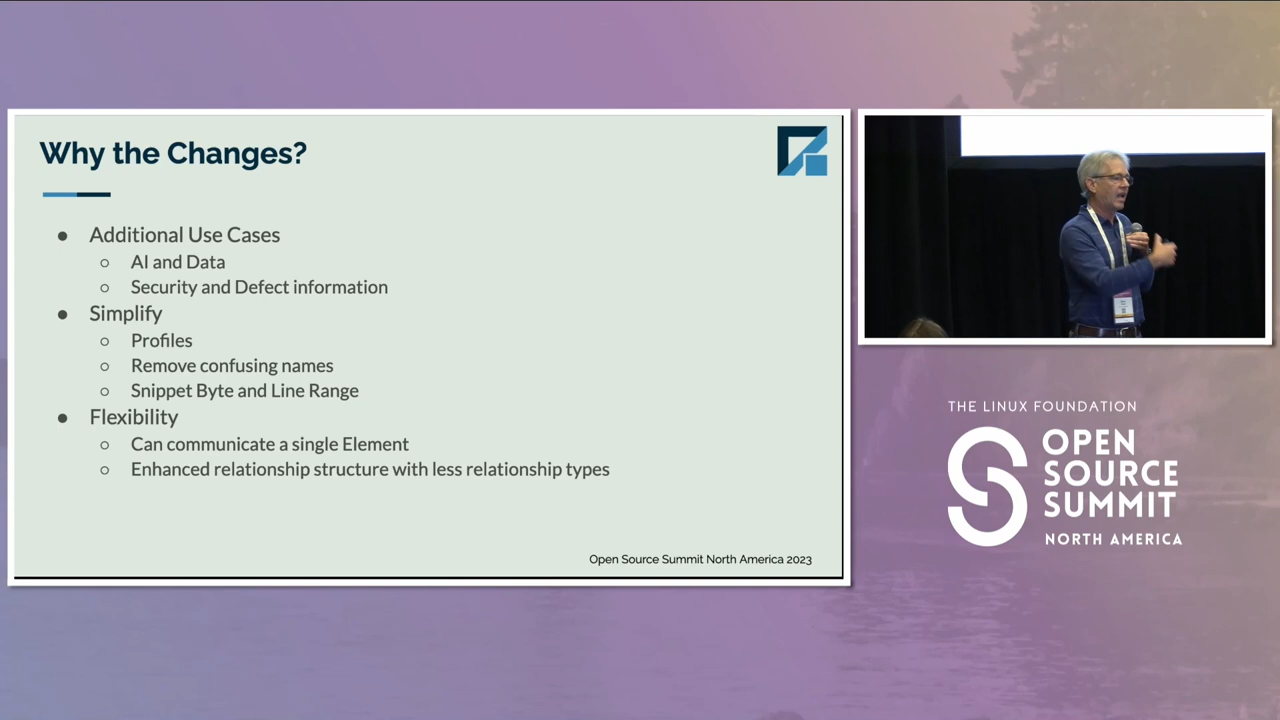 Why the Changes?
● Additional Use Cases
○ AI and Data
○ Security and Defect information
● Simplify
○ Profiles
○ Remove confusing names
○ Snippet Byte and Line Range
● Flexibility
○ Can communicate a single Element
○ Enhanced relationship structure with less relationship types
Open Source Summit North America 2023
THE LINUX FOUNDATION
OPEN
SOURCE
SUMMIT
NORTH AMERICA